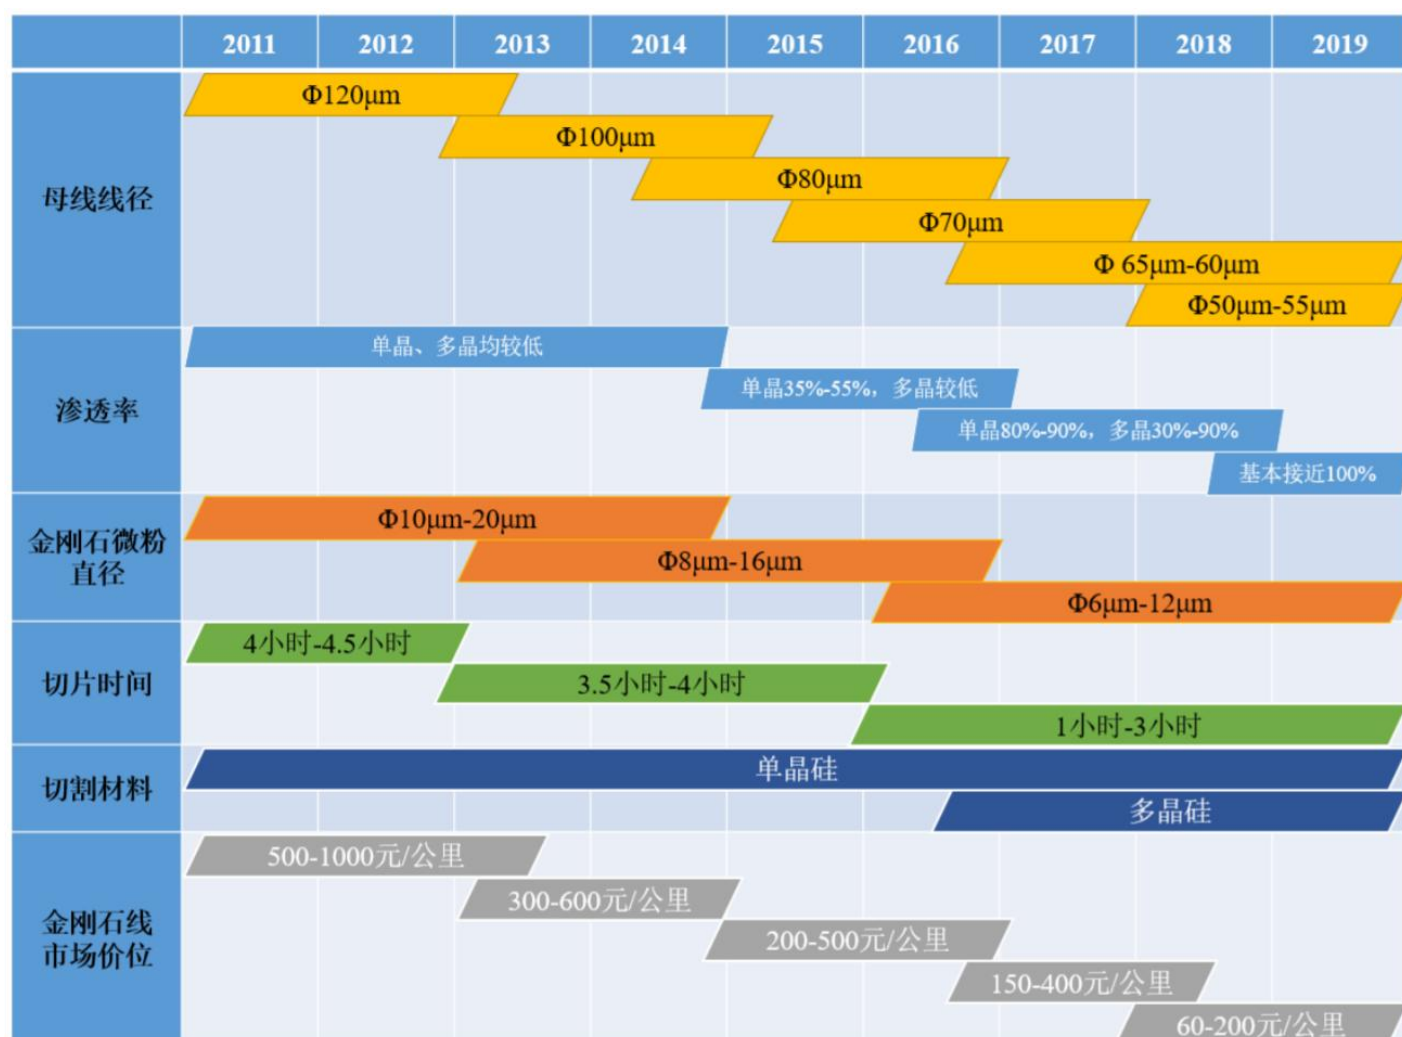 2011 2012 2013 2014 2015 2016 2017 2018 2019
母线线径
Φ120μm
Φ100μm
Φ80μm
Φ70μm
Φ 65μm-60μm
Φ50μm-55μm
渗透率
单晶、多晶均较低
单晶35%-55%，多晶较低
单晶80%-90%，多晶30%-90%
基本接近100%
金刚石微粉
直径
Φ10μm-20μm
Φ8μm-16μm
Φ6μm-12μm
切片时间
4小时-4.5小时
3.5小时-4小时
1小时-3小时
切割材料
单晶硅
多晶硅
金刚石线
市场价位
500-1000元/公里
300-600元/公里
200-500元/公里
150-400元/公里
60-200元/公里